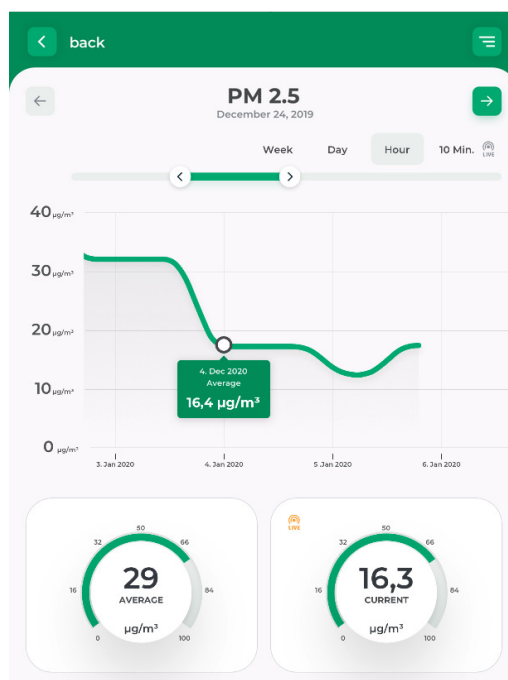 back
PM 2.5
December 24, 2019
Week Day Hour 10 Min. LIVE
40 µg/m³
30 µg/m³
20 µg/m³
4. Dec 2020
Average
16,4 µg/m³
10 µg/m³
0 µg/m³
3. Jan 2020 4. Jan 2020 5 Jan 2020 6. Jan 2020
LIVE
50 50
32 66 32 66
29 16,3
16 84 16 84
AVERAGE CURRENT
µg/m³ µg/m³
0 100 0 100